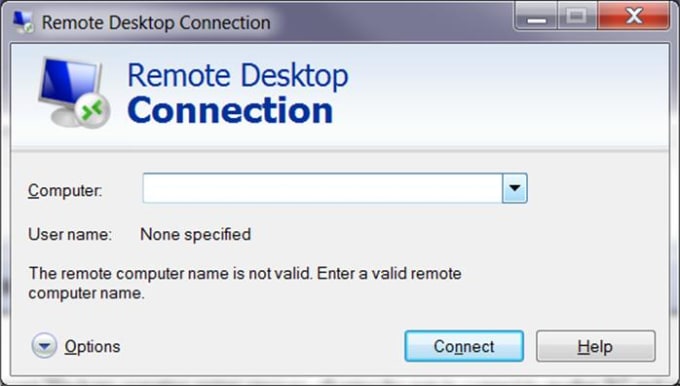 Remote Desktop Connection
Remote Desktop
Connection
Computer:
User name: None specified
The remote computer name is not valid. Enter a valid remote
computer name.
Options Connect Help